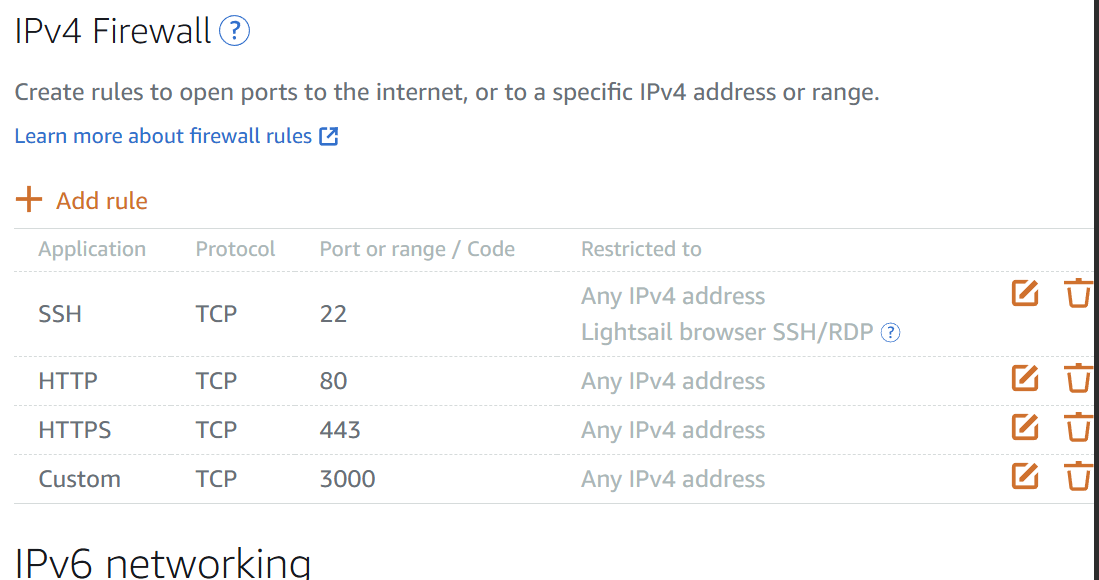 IPv4 Firewall ?
Create rules to open ports to the internet, or to a specific IPv4 address or range.
Learn more about firewall rules
+ Add rule
Application Protocol Port or range / Code Restricted to
SSH TCP 22 Any IPv4 address
Lightsail browser SSH/RDP ?
HTTP TCP 80 Any IPv4 address
HTTPS TCP 443 Any IPv4 address
Custom TCP 3000 Any IPv4 address
IPv6 networking